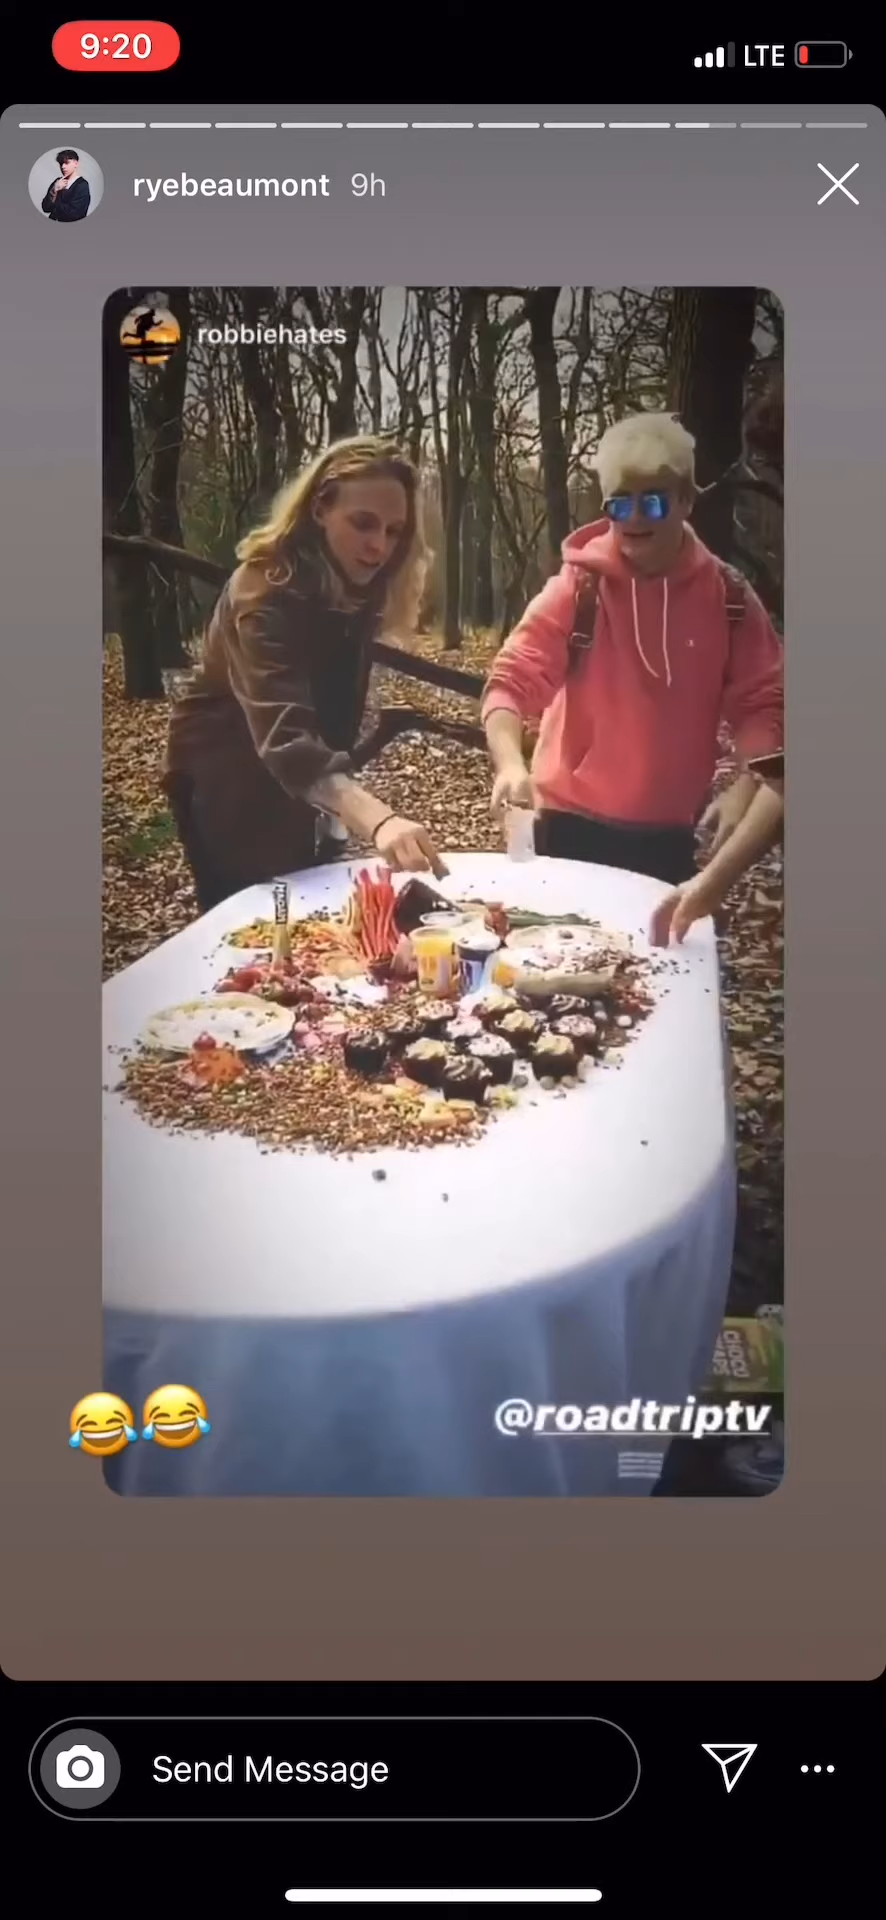 9:20
LTE
ryebeaumont 9h
robbiehates
@roadtriptv
Send Message